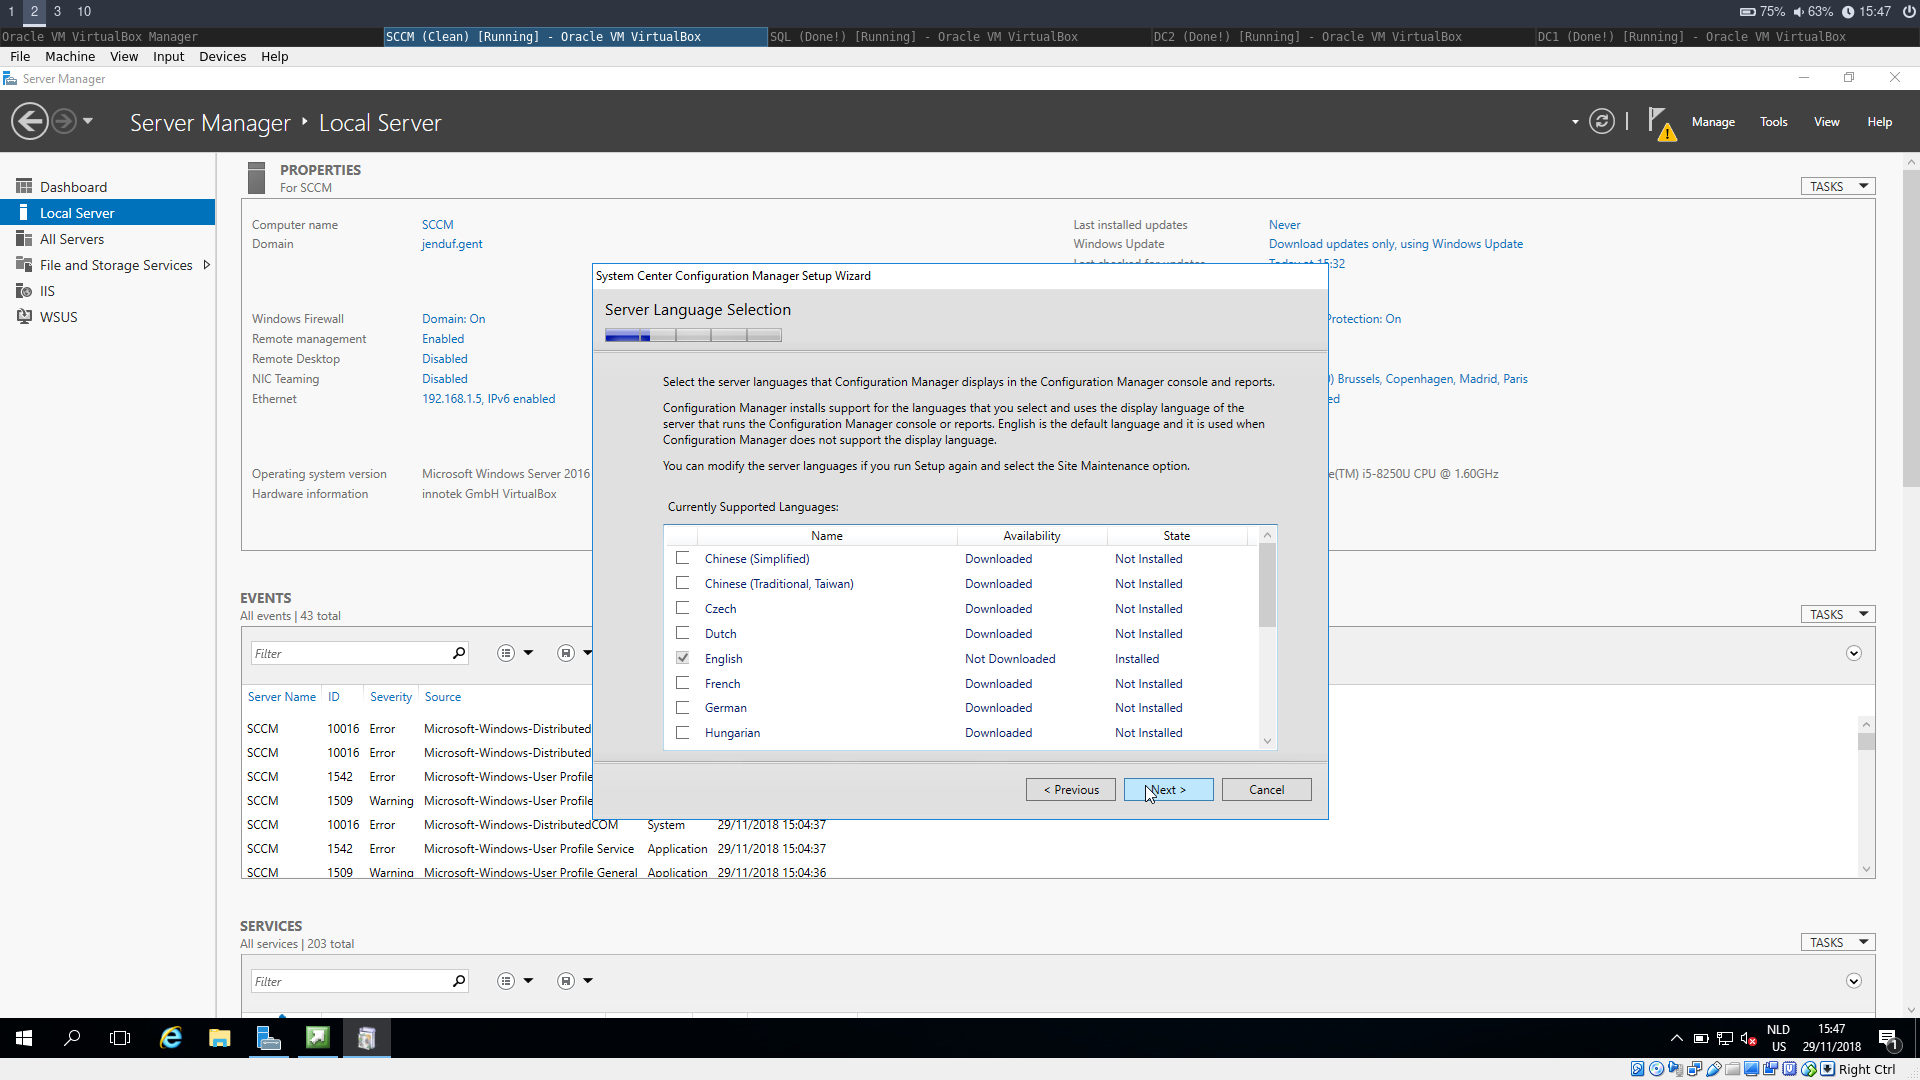 1 2 3 10
75% 63% 15:47
Oracle VM VirtualBox Manager
SCCM (Clean) [Running] - Oracle VM VirtualBox
SQL (Done!) [Running] - Oracle VM VirtualBox
DC2 (Done!) [Running] - Oracle VM VirtualBox
DC1 (Done!) [Running] - Oracle VM VirtualBox
File Machine View Input Devices Help
Server Manager
Server Manager ‣ Local Server
Manage Tools View Help
Dashboard
Local Server
All Servers
File and Storage Services
IIS
WSUS
PROPERTIES
For SCCM
TASKS
Computer name SCCM
Domain jenduf.gent
Last installed updates Never
Windows Update Download updates only, using Windows Update
Last checked for updates Today at 15:32
Windows Firewall Domain: On
Remote management Enabled
Remote Desktop Disabled
NIC Teaming Disabled
Ethernet 192.168.1.5, IPv6 enabled
Protection: On
Brussels, Copenhagen, Madrid, Paris
ed
Operating system version Microsoft Windows Server 2016
Hardware information innotek GmbH VirtualBox
e(TM) i5-8250U CPU @ 1.60GHz
System Center Configuration Manager Setup Wizard
Server Language Selection
Select the server languages that Configuration Manager displays in the Configuration Manager console and reports.
Configuration Manager installs support for the languages that you select and uses the display language of the
server that runs the Configuration Manager console or reports. English is the default language and it is used when
Configuration Manager does not support the display language.
You can modify the server languages if you run Setup again and select the Site Maintenance option.
Currently Supported Languages:
Name Availability State
Chinese (Simplified) Downloaded Not Installed
Chinese (Traditional, Taiwan) Downloaded Not Installed
Czech Downloaded Not Installed
Dutch Downloaded Not Installed
English Not Downloaded Installed
French Downloaded Not Installed
German Downloaded Not Installed
Hungarian Downloaded Not Installed
< Previous Next > Cancel
EVENTS
All events | 43 total
TASKS
Filter
Server Name ID Severity Source
SCCM 10016 Error Microsoft-Windows-Distributed
SCCM 10016 Error Microsoft-Windows-Distributed
SCCM 1542 Error Microsoft-Windows-User Profile
SCCM 1509 Warning Microsoft-Windows-User Profile
SCCM 10016 Error Microsoft-Windows-DistributedCOM System 29/11/2018 15:04:37
SCCM 1542 Error Microsoft-Windows-User Profile Service Application 29/11/2018 15:04:37
SCCM 1509 Warning Microsoft-Windows-User Profile General Application 29/11/2018 15:04:36
SERVICES
All services | 203 total
TASKS
Filter
NLD
US
15:47
29/11/2018
1
Right Ctrl